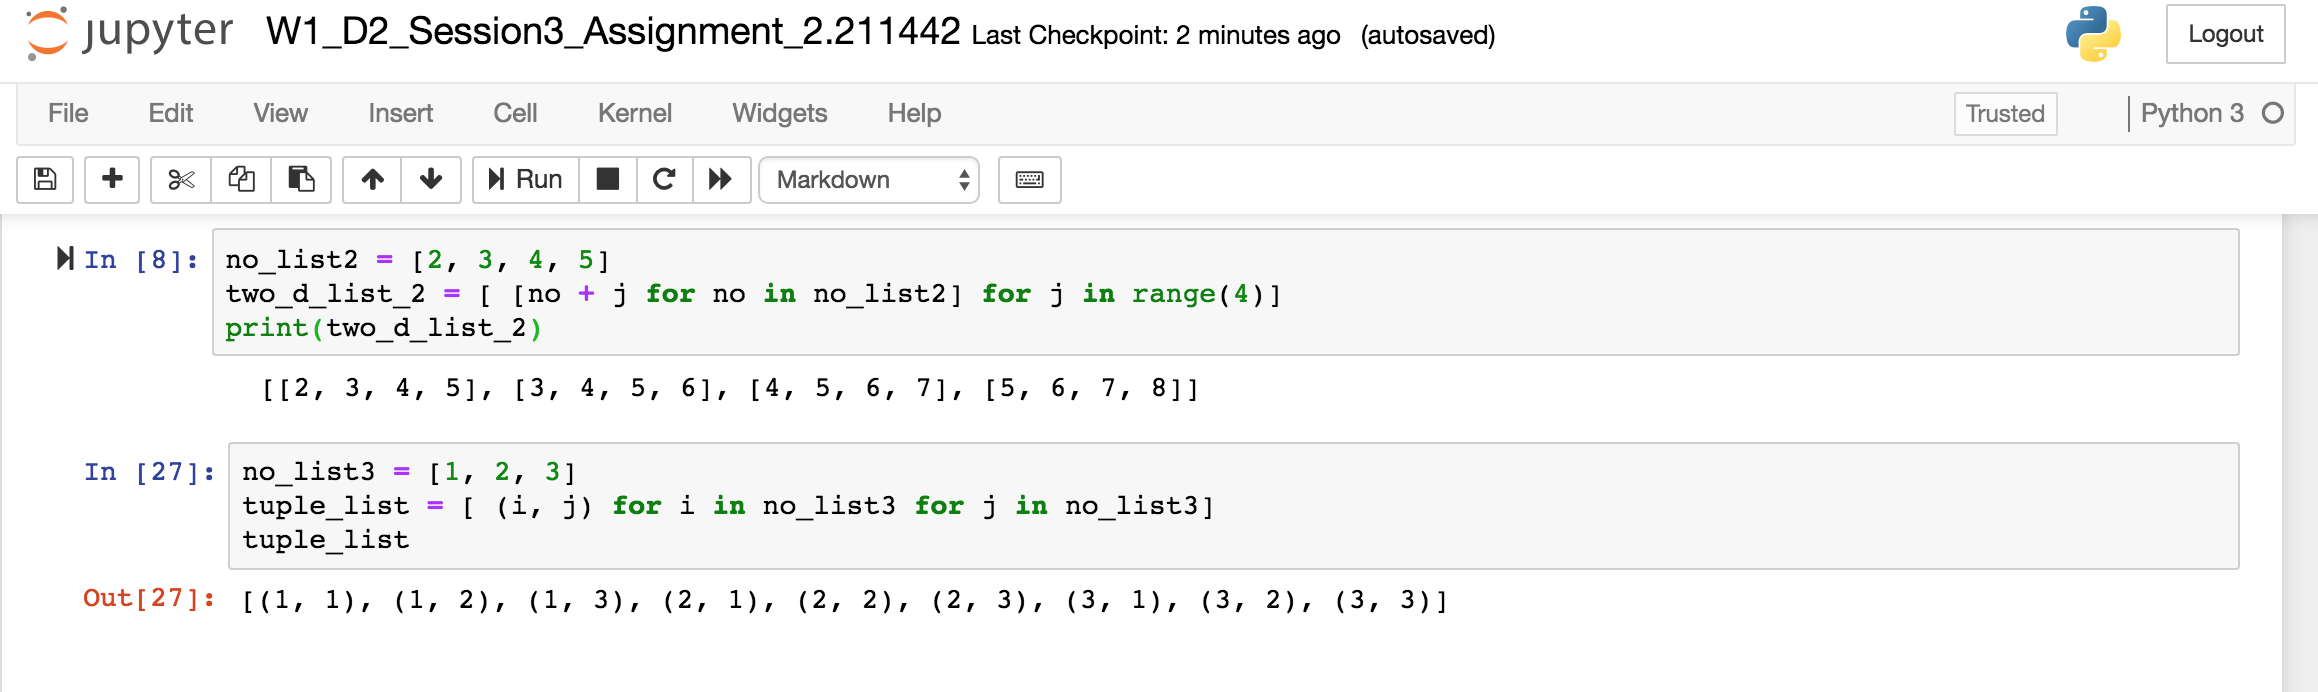 jupyter W1_D2_Session3_Assignment_2.211442 Last Checkpoint: 2 minutes ago (autosaved) Logout
File Edit View Insert Cell Kernel Widgets Help Trusted Python 3
Run Markdown
In [8]: no_list2 = [2, 3, 4, 5]
two_d_list_2 = [ [no + j for no in no_list2] for j in range(4)]
print(two_d_list_2)
[[2, 3, 4, 5], [3, 4, 5, 6], [4, 5, 6, 7], [5, 6, 7, 8]]
In [27]: no_list3 = [1, 2, 3]
tuple_list = [ (i, j) for i in no_list3 for j in no_list3]
tuple_list
Out[27]: [(1, 1), (1, 2), (1, 3), (2, 1), (2, 2), (2, 3), (3, 1), (3, 2), (3, 3)]